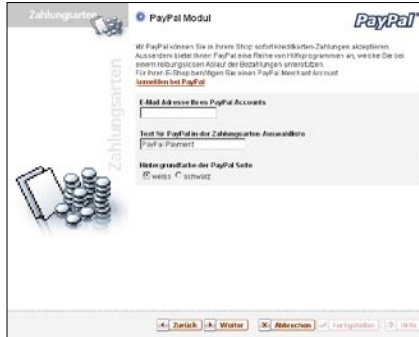 Zahlungsarten
PayPal Modul
PayPal
Mit PayPal können Sie in Ihrem Shop sofort Kreditkarten-Zahlungen akzeptieren.
Ausserdem bietet Ihnen PayPal eine Reihe von Hilfsprogrammen an, welche Sie bei
einem reibungslosen Ablauf der Bezahlungen unterstützen.
Für Ihren E-Shop benötigen Sie einen PayPal Merchant Account.
Anmelden bei PayPal
Zahlungsarten
E-Mail Adresse Ihres PayPal Accounts
Text für PayPal in der Zahlungsarten-Auswahlliste
PayPal Payment
Hintergrundfarbe der PayPal Seite
weiss schwarz
Zurück Weiter Abbrechen Fertigstellen Hilfe